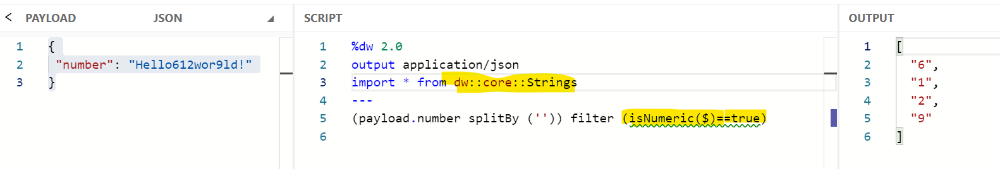 < PAYLOAD JSON
1 {
2 "number": "Hello612wor9ld!"
3 }
SCRIPT
1 %dw 2.0
2 output application/json
3 import * from dw::core::Strings
4 ---
5 (payload.number splitBy ('')) filter (isNumeric($)==true)
6
OUTPUT
1 [
2 "6",
3 "1",
4 "2",
5 "9"
6 ]